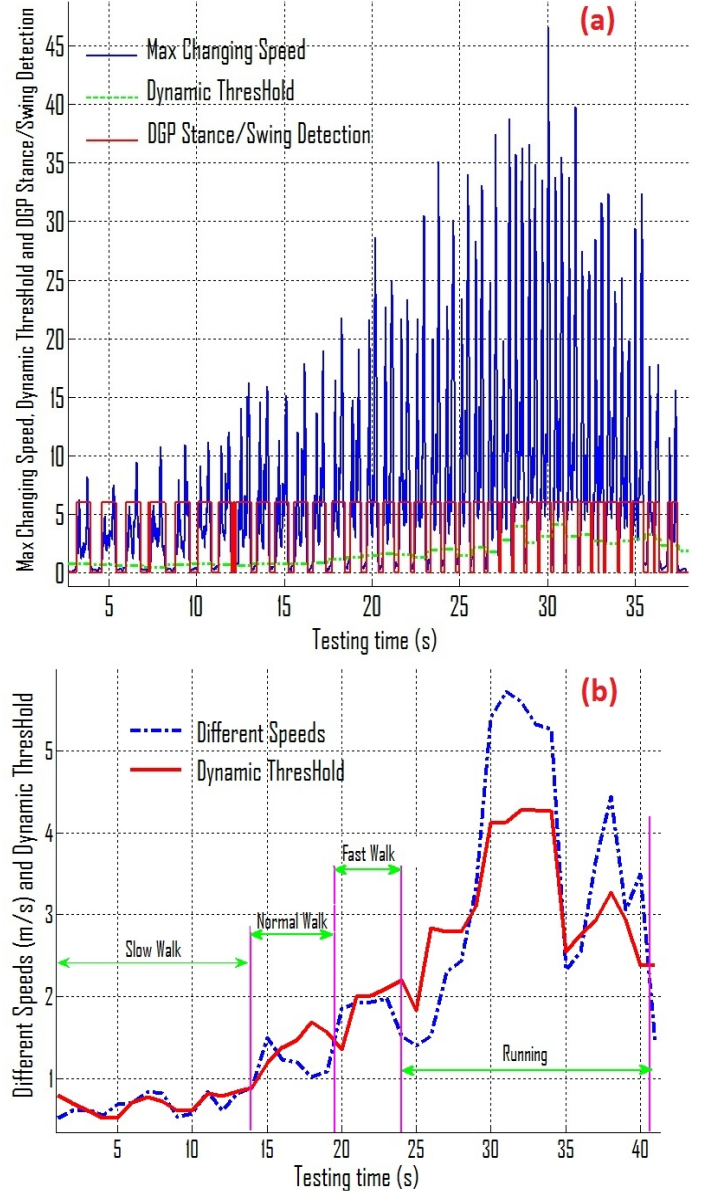 (a)
Max Changing Speed
Dynamic ThresHold
DGP Stance/Swing Detection
Max Changing Speed, Dynamic Threshold and DGP Stance/Swing Detection
45
40
35
30
25
20
15
10
5
0
5 10 15 20 25 30 35
Testing time (s)
(b)
Different Speeds
Dynamic ThresHold
Different Speeds (m/s) and Dynamic ThresHold
5
4
3
2
1
Fast Walk
Normal Walk
Slow Walk
Running
5 10 15 20 25 30 35 40
Testing time (s)